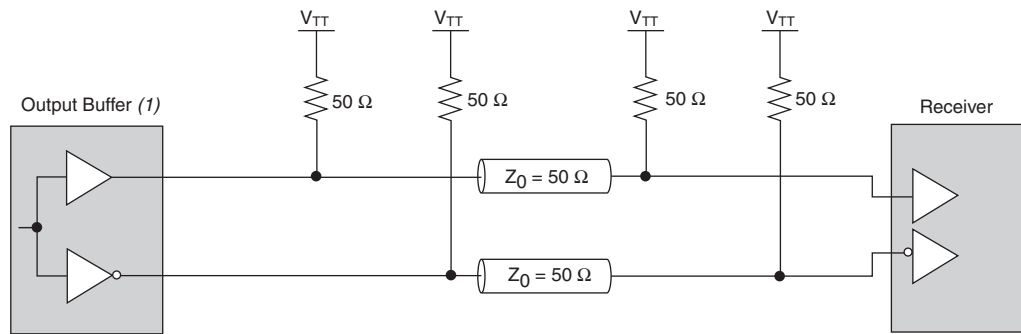 V_TT V_TT V_TT V_TT
50 Ω 50 Ω 50 Ω 50 Ω
Output Buffer (1) Receiver
Z_0 = 50 Ω
Z_0 = 50 Ω